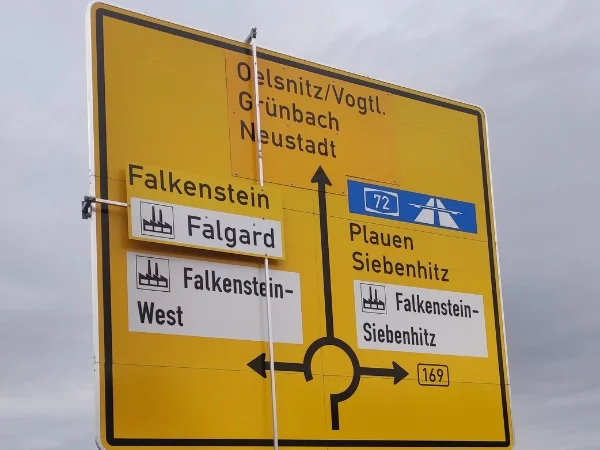 Oelsnitz/Vogtl.
Grünbach
Neustadt
Falkenstein
Falgard
Falkenstein-
West
72
Plauen
Siebenhitz
Falkenstein-
Siebenhitz
169